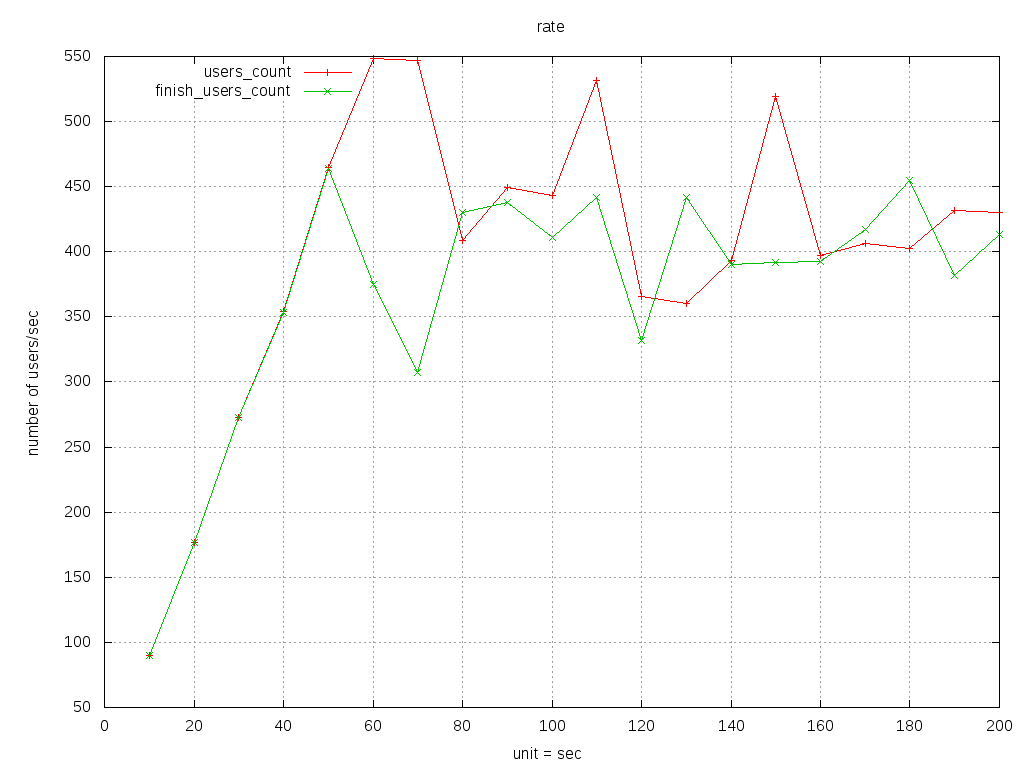 rate
users_count
finish_users_count
550
500
450
400
350
300
250
200
150
100
50
number of users/sec
0 20 40 60 80 100 120 140 160 180 200
unit = sec